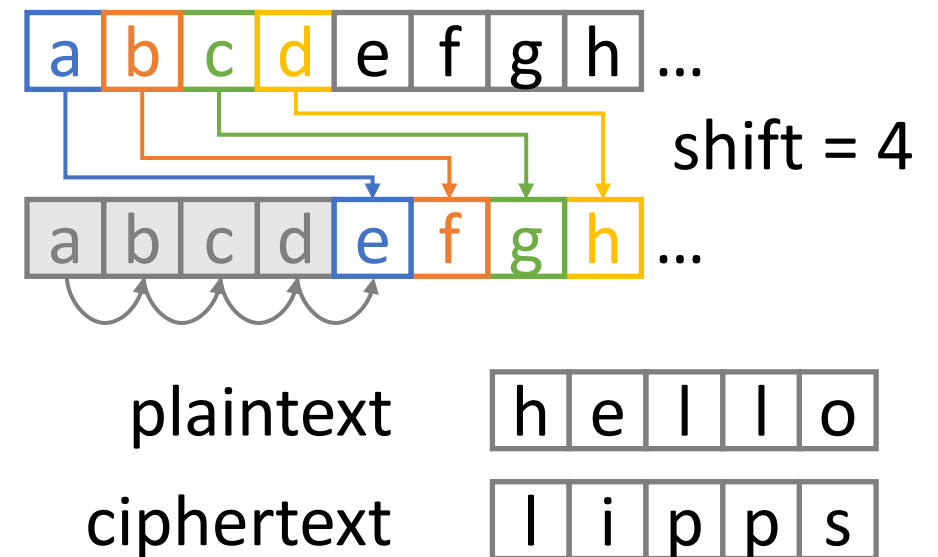 a b c d e f g h ...
shift = 4
a b c d e f g h ...
plaintext h e l l o
ciphertext l i p p s